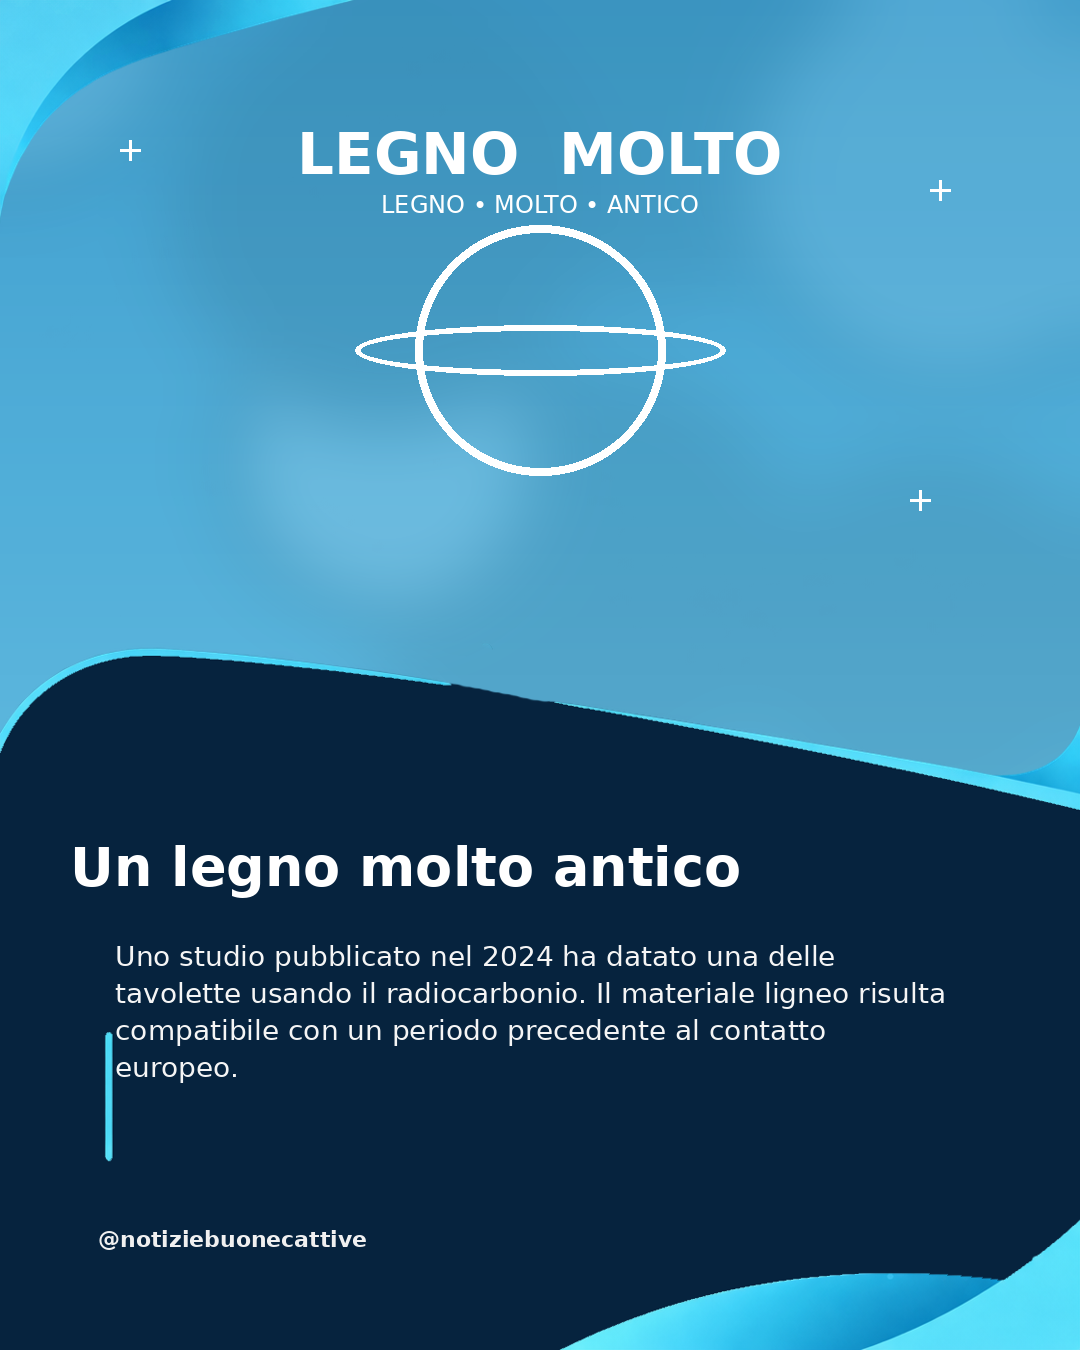 LEGNO MOLTO
LEGNO • MOLTO • ANTICO
Un legno molto antico
Uno studio pubblicato nel 2024 ha datato una delle
tavolette usando il radiocarbonio. Il materiale ligneo risulta
compatibile con un periodo precedente al contatto
europeo.
@notiziebuonecattive